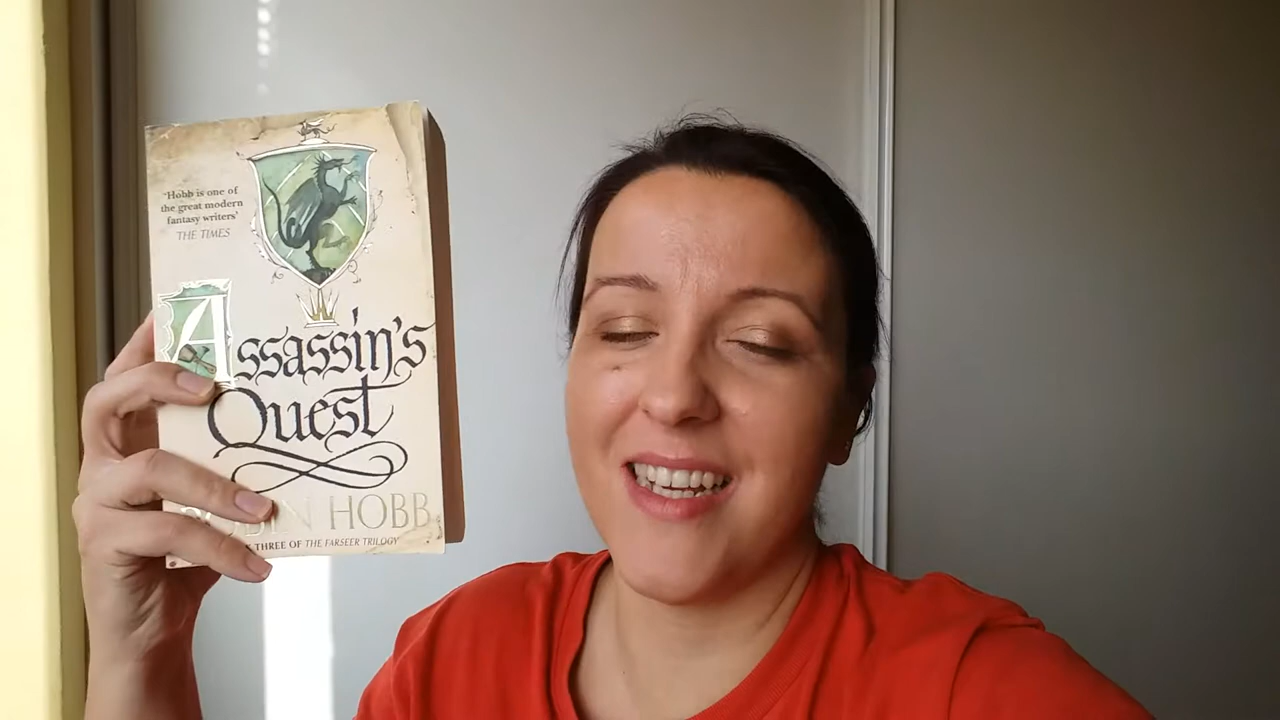 'Hobb is one of
the great modern
fantasy writers'
THE TIMES
Assassin's
Quest
ROBIN HOBB
THREE OF THE FARSEER TRILOGY